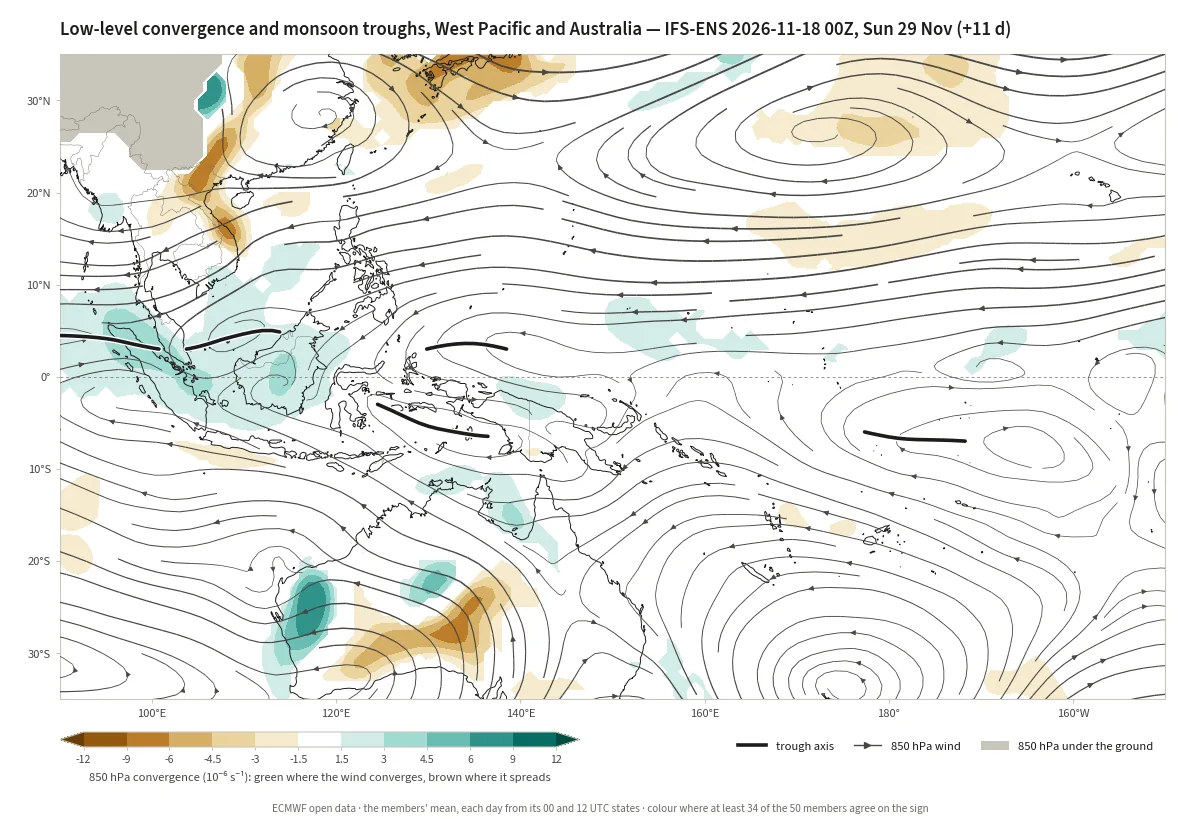 Low-level convergence and monsoon troughs, West Pacific and Australia — IFS-ENS 2026-11-18 00Z, Sun 29 Nov (+11 d)
30°N
20°N
10°N
0°
10°S
20°S
30°S
100°E 120°E 140°E 160°E 180° 160°W
-12 -9 -6 -4.5 -3 -1.5 1.5 3 4.5 6 9 12
850 hPa convergence (10⁻⁶ s⁻¹): green where the wind converges, brown where it spreads
trough axis 850 hPa wind 850 hPa under the ground
ECMWF open data · the members' mean, each day from its 00 and 12 UTC states · colour where at least 34 of the 50 members agree on the sign